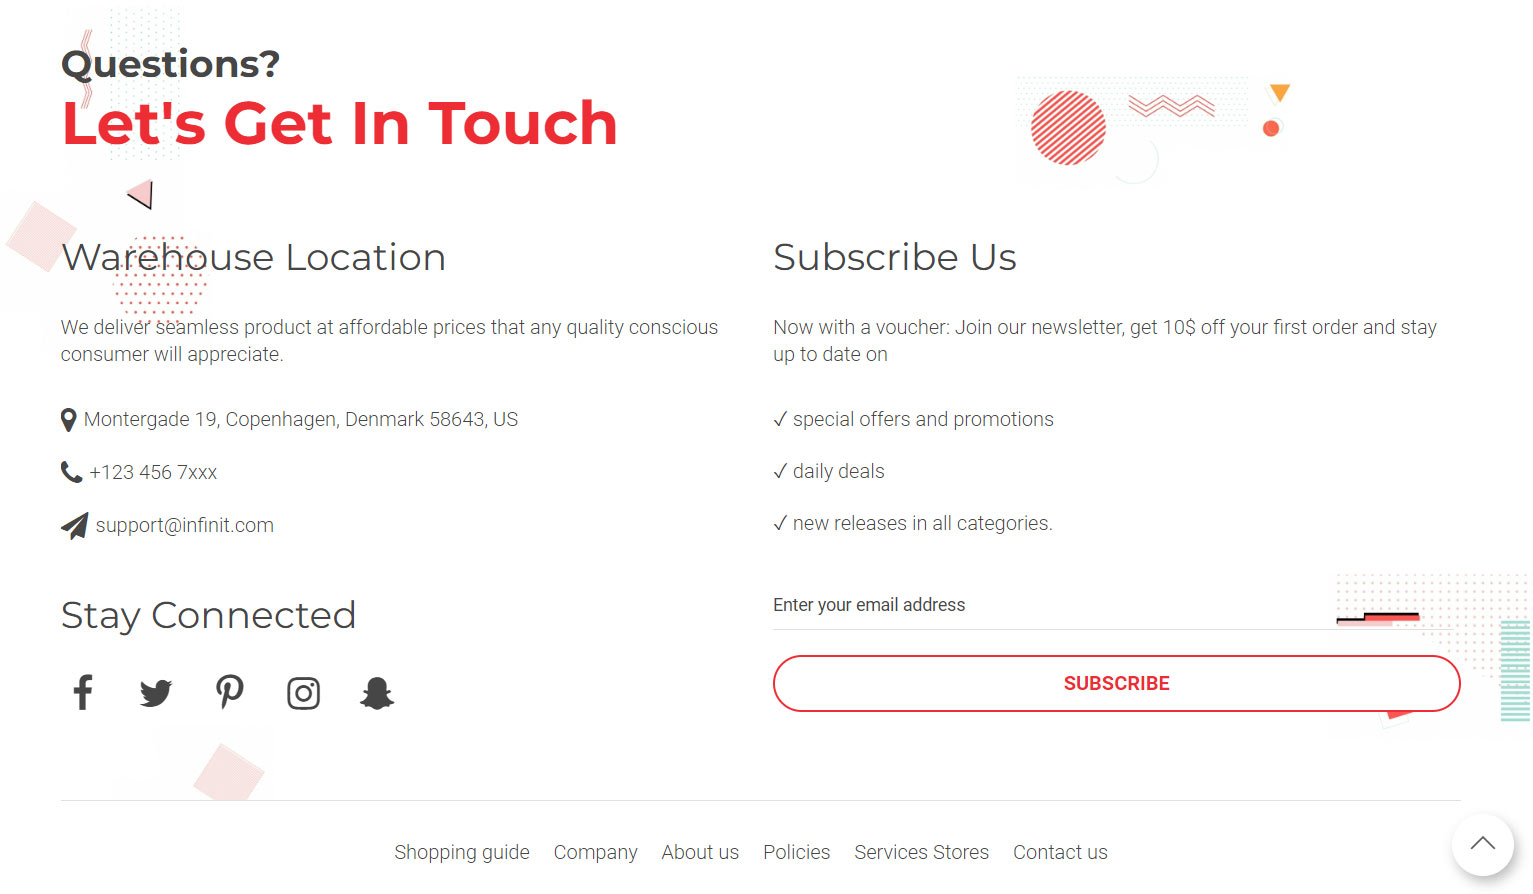 Questions?
Let's Get In Touch
Warehouse Location
We deliver seamless product at affordable prices that any quality conscious
consumer will appreciate.
Montergade 19, Copenhagen, Denmark 58643, US
+123 456 7xxx
support@infinit.com
Stay Connected
Subscribe Us
Now with a voucher: Join our newsletter, get 10$ off your first order and stay
up to date on
✓ special offers and promotions
✓ daily deals
✓ new releases in all categories.
Enter your email address
SUBSCRIBE
Shopping guide Company About us Policies Services Stores Contact us